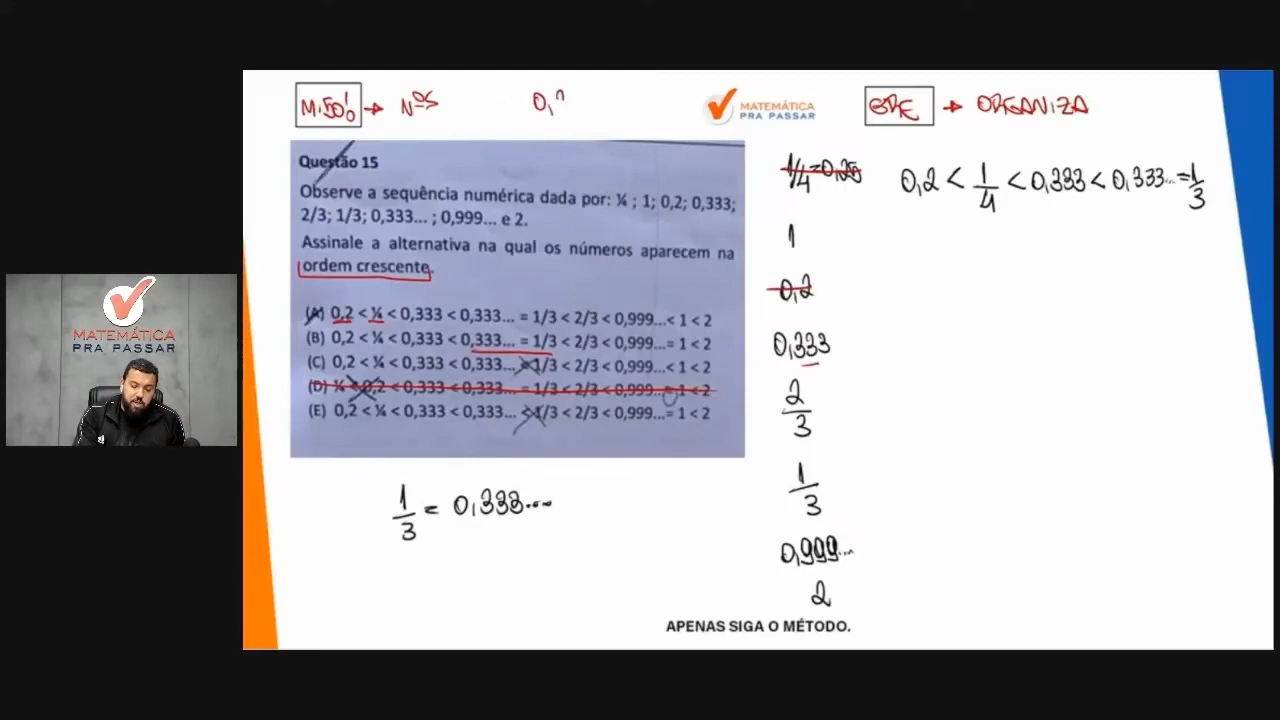 M.50% → Nos
0,'
MATEMÁTICA
PRA PASSAR
GPE → ORGANIZA
Questão 15
Observe a sequência numérica dada por: ¼ ; 1; 0,2; 0,333;
2/3; 1/3; 0,333... ; 0,999... e 2.
Assinale a alternativa na qual os números aparecem na
ordem crescente.
(A) 0,2 < ¼ < 0,333 < 0,333... = 1/3 < 2/3 < 0,999...< 1 < 2
(B) 0,2 < ¼ < 0,333 < 0,333... = 1/3 < 2/3 < 0,999...= 1 < 2
(C) 0,2 < ¼ < 0,333 < 0,333... 1/3 < 2/3 < 0,999...< 1 < 2
(D) ¼ < 0,2 < 0,333 < 0,333... = 1/3 < 2/3 < 0,999... = 1 < 2
(E) 0,2 < ¼ < 0,333 < 0,333... < 1/3 < 2/3 < 0,999...= 1 < 2
1/3 = 0,333...
1/4=0,25
1
0,2
0,333
2/3
1/3
0,999...
2
0,2 < 1/4 < 0,333 < 0,333... = 1/3
MATEMÁTICA
PRA PASSAR
APENAS SIGA O MÉTODO.